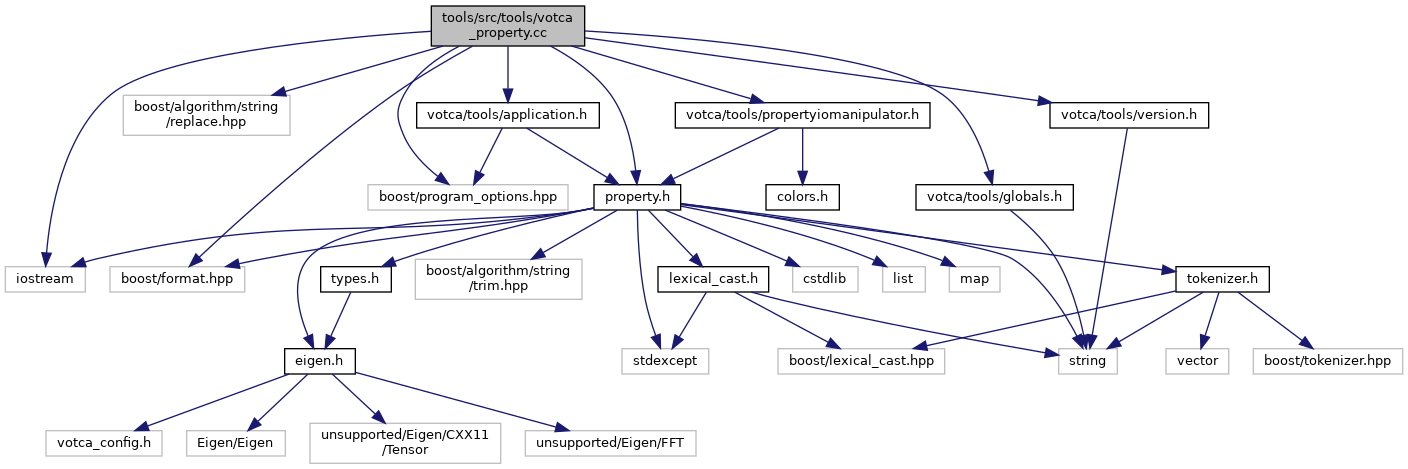 tools/src/tools/votca
_property.cc
boost/algorithm/string
/replace.hpp
votca/tools/application.h
votca/tools/propertyiomanipulator.h
votca/tools/version.h
boost/program_options.hpp
property.h
colors.h
votca/tools/globals.h
iostream
boost/format.hpp
types.h
boost/algorithm/string
/trim.hpp
lexical_cast.h
cstdlib
list
map
tokenizer.h
eigen.h
stdexcept
boost/lexical_cast.hpp
string
vector
boost/tokenizer.hpp
votca_config.h
Eigen/Eigen
unsupported/Eigen/CXX11
/Tensor
unsupported/Eigen/FFT